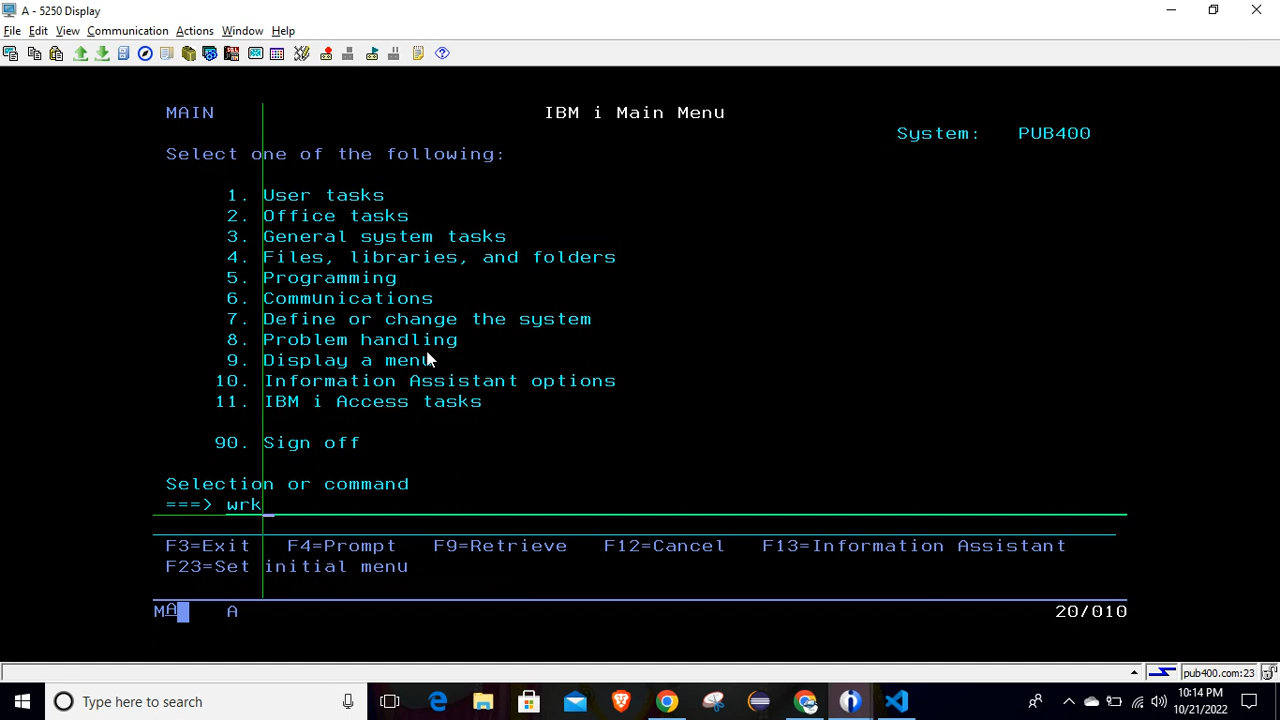 A - 5250 Display
File Edit View Communication Actions Window Help
MAIN IBM i Main Menu
System: PUB400
Select one of the following:
1. User tasks
2. Office tasks
3. General system tasks
4. Files, libraries, and folders
5. Programming
6. Communications
7. Define or change the system
8. Problem handling
9. Display a menu
10. Information Assistant options
11. IBM i Access tasks
90. Sign off
Selection or command
===> wrk
F3=Exit F4=Prompt F9=Retrieve F12=Cancel F13=Information Assistant
F23=Set initial menu
MA A 20/010
pub400.com:23
Type here to search
10:14 PM
10/21/2022